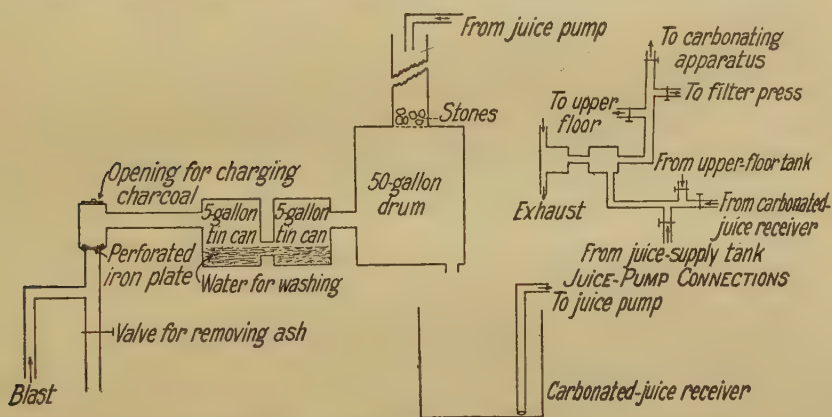 From juice pump
To carbonating
apparatus
To filter press
Stones
To upper
floor
Opening for charging
charcoal
5-gallon
tin can
5-gallon
tin can
50-gallon
drum
From upper-floor tank
From carbonated-
juice receiver
Exhaust
Perforated
iron plate
Water for washing
From juice-supply tank
JUICE-PUMP CONNECTIONS
To juice pump
Valve for removing ash
Blast
Carbonated-juice receiver